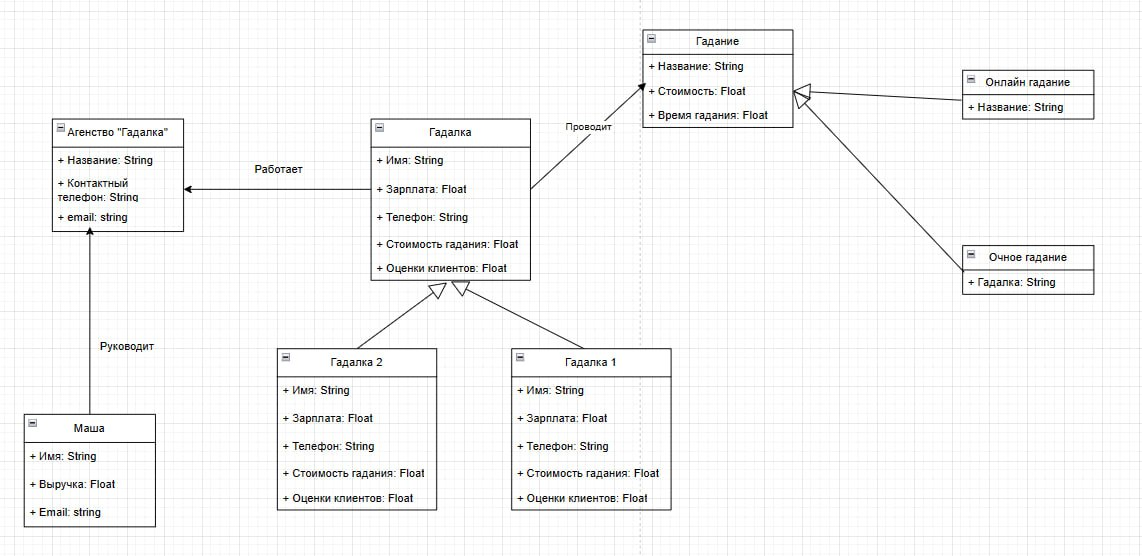 Гадание
+ Название: String
+ Стоимость: Float
+ Время гадания: Float
Онлайн гадание
+ Название: String
Агенство "Гадалка"
+ Название: String
+ Контактный
телефон: String
+ email: string
Работает
Гадалка
+ Имя: String
+ Зарплата: Float
+ Телефон: String
+ Стоимость гадания: Float
+ Оценки клиентов: Float
Проводит
Очное гадание
+ Гадалка: String
Руководит
Маша
+ Имя: String
+ Выручка: Float
+ Email: string
Гадалка 2
+ Имя: String
+ Зарплата: Float
+ Телефон: String
+ Стоимость гадания: Float
+ Оценки клиентов: Float
Гадалка 1
+ Имя: String
+ Зарплата: Float
+ Телефон: String
+ Стоимость гадания: Float
+ Оценки клиентов: Float